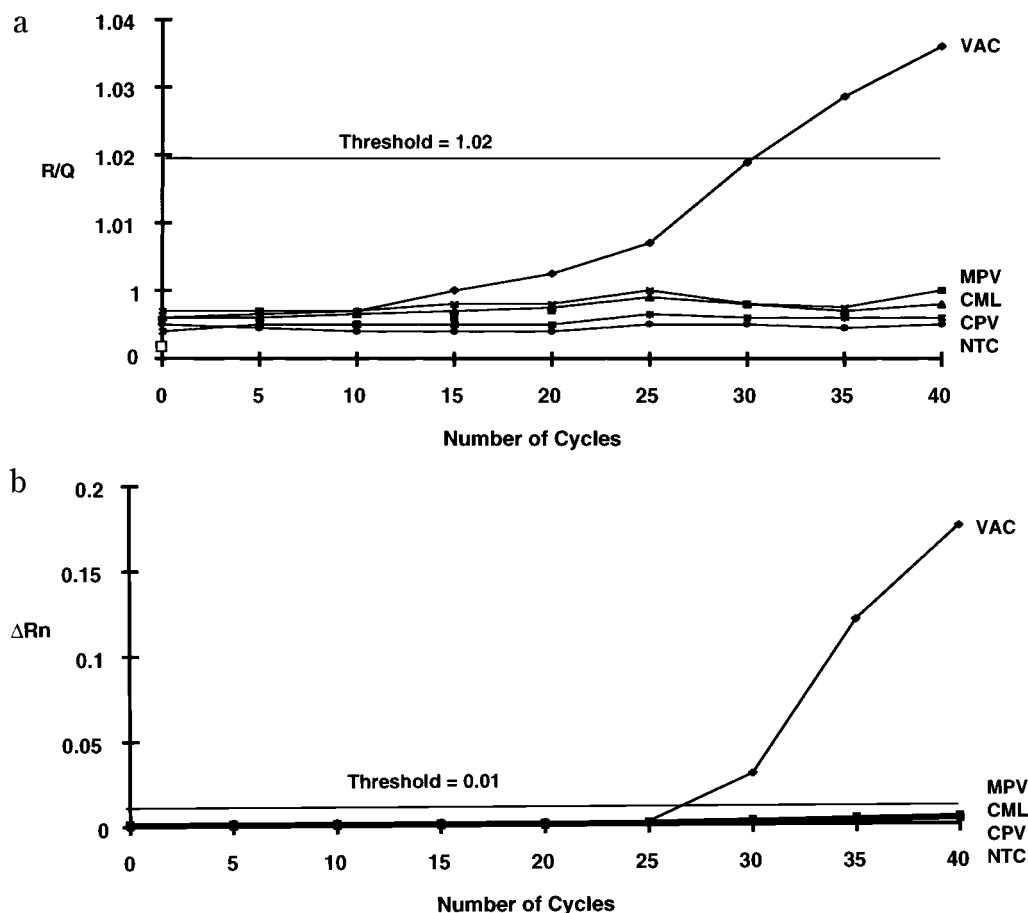 a
1.04
1.03
1.02
1.01
1
0
R/Q
Threshold = 1.02
VAC
MPV
CML
CPV
NTC
0 5 10 15 20 25 30 35 40
Number of Cycles
b
0.2
0.15
0.1
0.05
0
ΔRn
Threshold = 0.01
VAC
MPV
CML
CPV
NTC
0 5 10 15 20 25 30 35 40
Number of Cycles